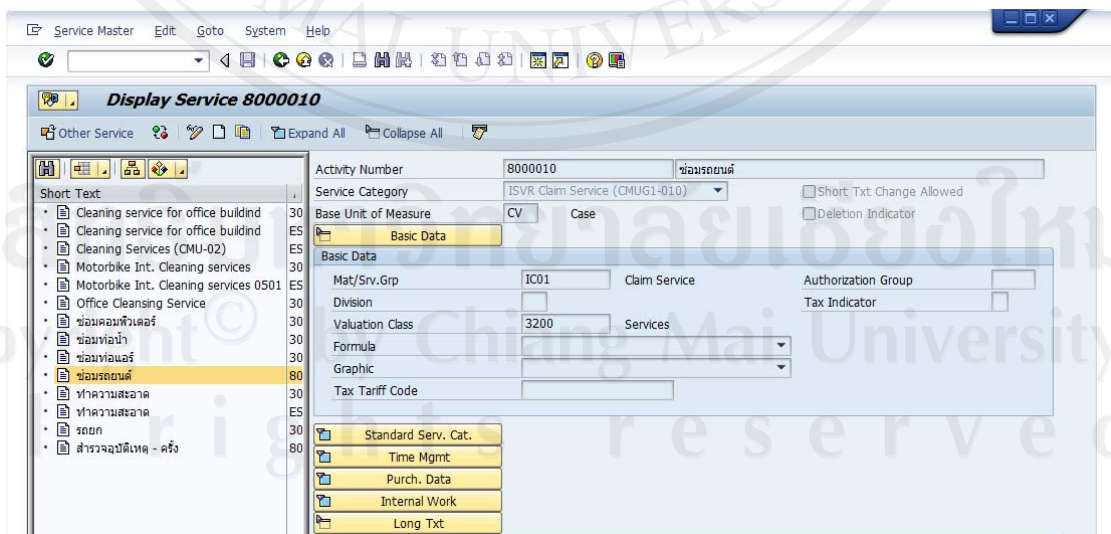 Service Master Edit Goto System Help
Display Service 8000010
Other Service Expand All Collapse All
Short Text
Cleaning service for office buildind 30
Cleaning service for office buildind ES
Cleaning Services (CMU-02) ES
Motorbike Int. Cleaning services 30
Motorbike Int. Cleaning services 0501 ES
Office Cleansing Service 30
ซ่อมคอมพิวเตอร์ 30
ซ่อมท่อน้ำ 30
ซ่อมท่อแอร์ 30
ซ่อมรถยนต์ 80
ทำความสะอาด 30
ทำความสะอาด ES
รถยก 30
สำรวจอุบัติเหตุ - ครั้ง 80
Activity Number 8000010 ซ่อมรถยนต์
Service Category ISVR Claim Service (CMUG1-010) Short Txt Change Allowed
Base Unit of Measure CV Case Deletion Indicator
Basic Data
Basic Data
Mat/Srv.Grp IC01 Claim Service Authorization Group
Division Tax Indicator
Valuation Class 3200 Services
Formula
Graphic
Tax Tariff Code
Standard Serv. Cat.
Time Mgmt
Purch. Data
Internal Work
Long Txt
MAI UNIVERS
by Chiang Mai University
rights reserve